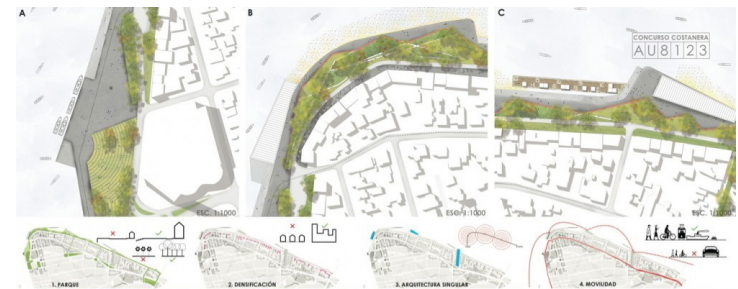 A
B
C
CONCURSO COSTANERA
AU8123
ESC. 1:1000
ESC. 1:1000
ESC. 1:1000
1. PARQUE
2. DENSIFICACIÓN
3. ARQUITECTURA SINGULAR
4. MOVILIDAD